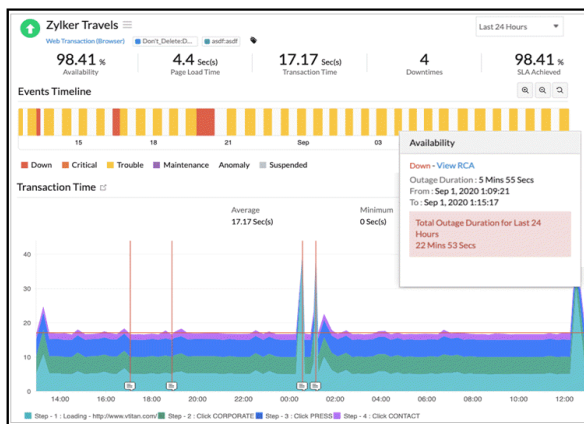 Zylker Travels
Last 24 Hours
Web Transaction (Browser) Don't_Delete:D... asdf:asdf
98.41 % 4.4 Sec(s) 17.17 Sec(s) 4 98.41 %
Availability Page Load Time Transaction Time Downtimes SLA Achieved
Events Timeline
15 18 21 Sep 03
Down Critical Trouble Maintenance Anomaly Suspended
Availability
Down - View RCA
Outage Duration : 5 Mins 55 Secs
From : Sep 1, 2020 1:09:21
To : Sep 1, 2020 1:15:17
Total Outage Duration for Last 24
Hours
22 Mins 53 Secs
Transaction Time
Average Minimum
17.17 Sec(s) 0 Sec(s)
40
30
20
10
0
14:00 16:00 18:00 20:00 22:00 00:00 02:00 04:00 06:00 08:00 10:00 12:00
Step - 1 : Loading - http://www.vtitan.com/ Step - 2 : Click CORPORATE Step - 3 : Click PRESS Step - 4 : Click CONTACT